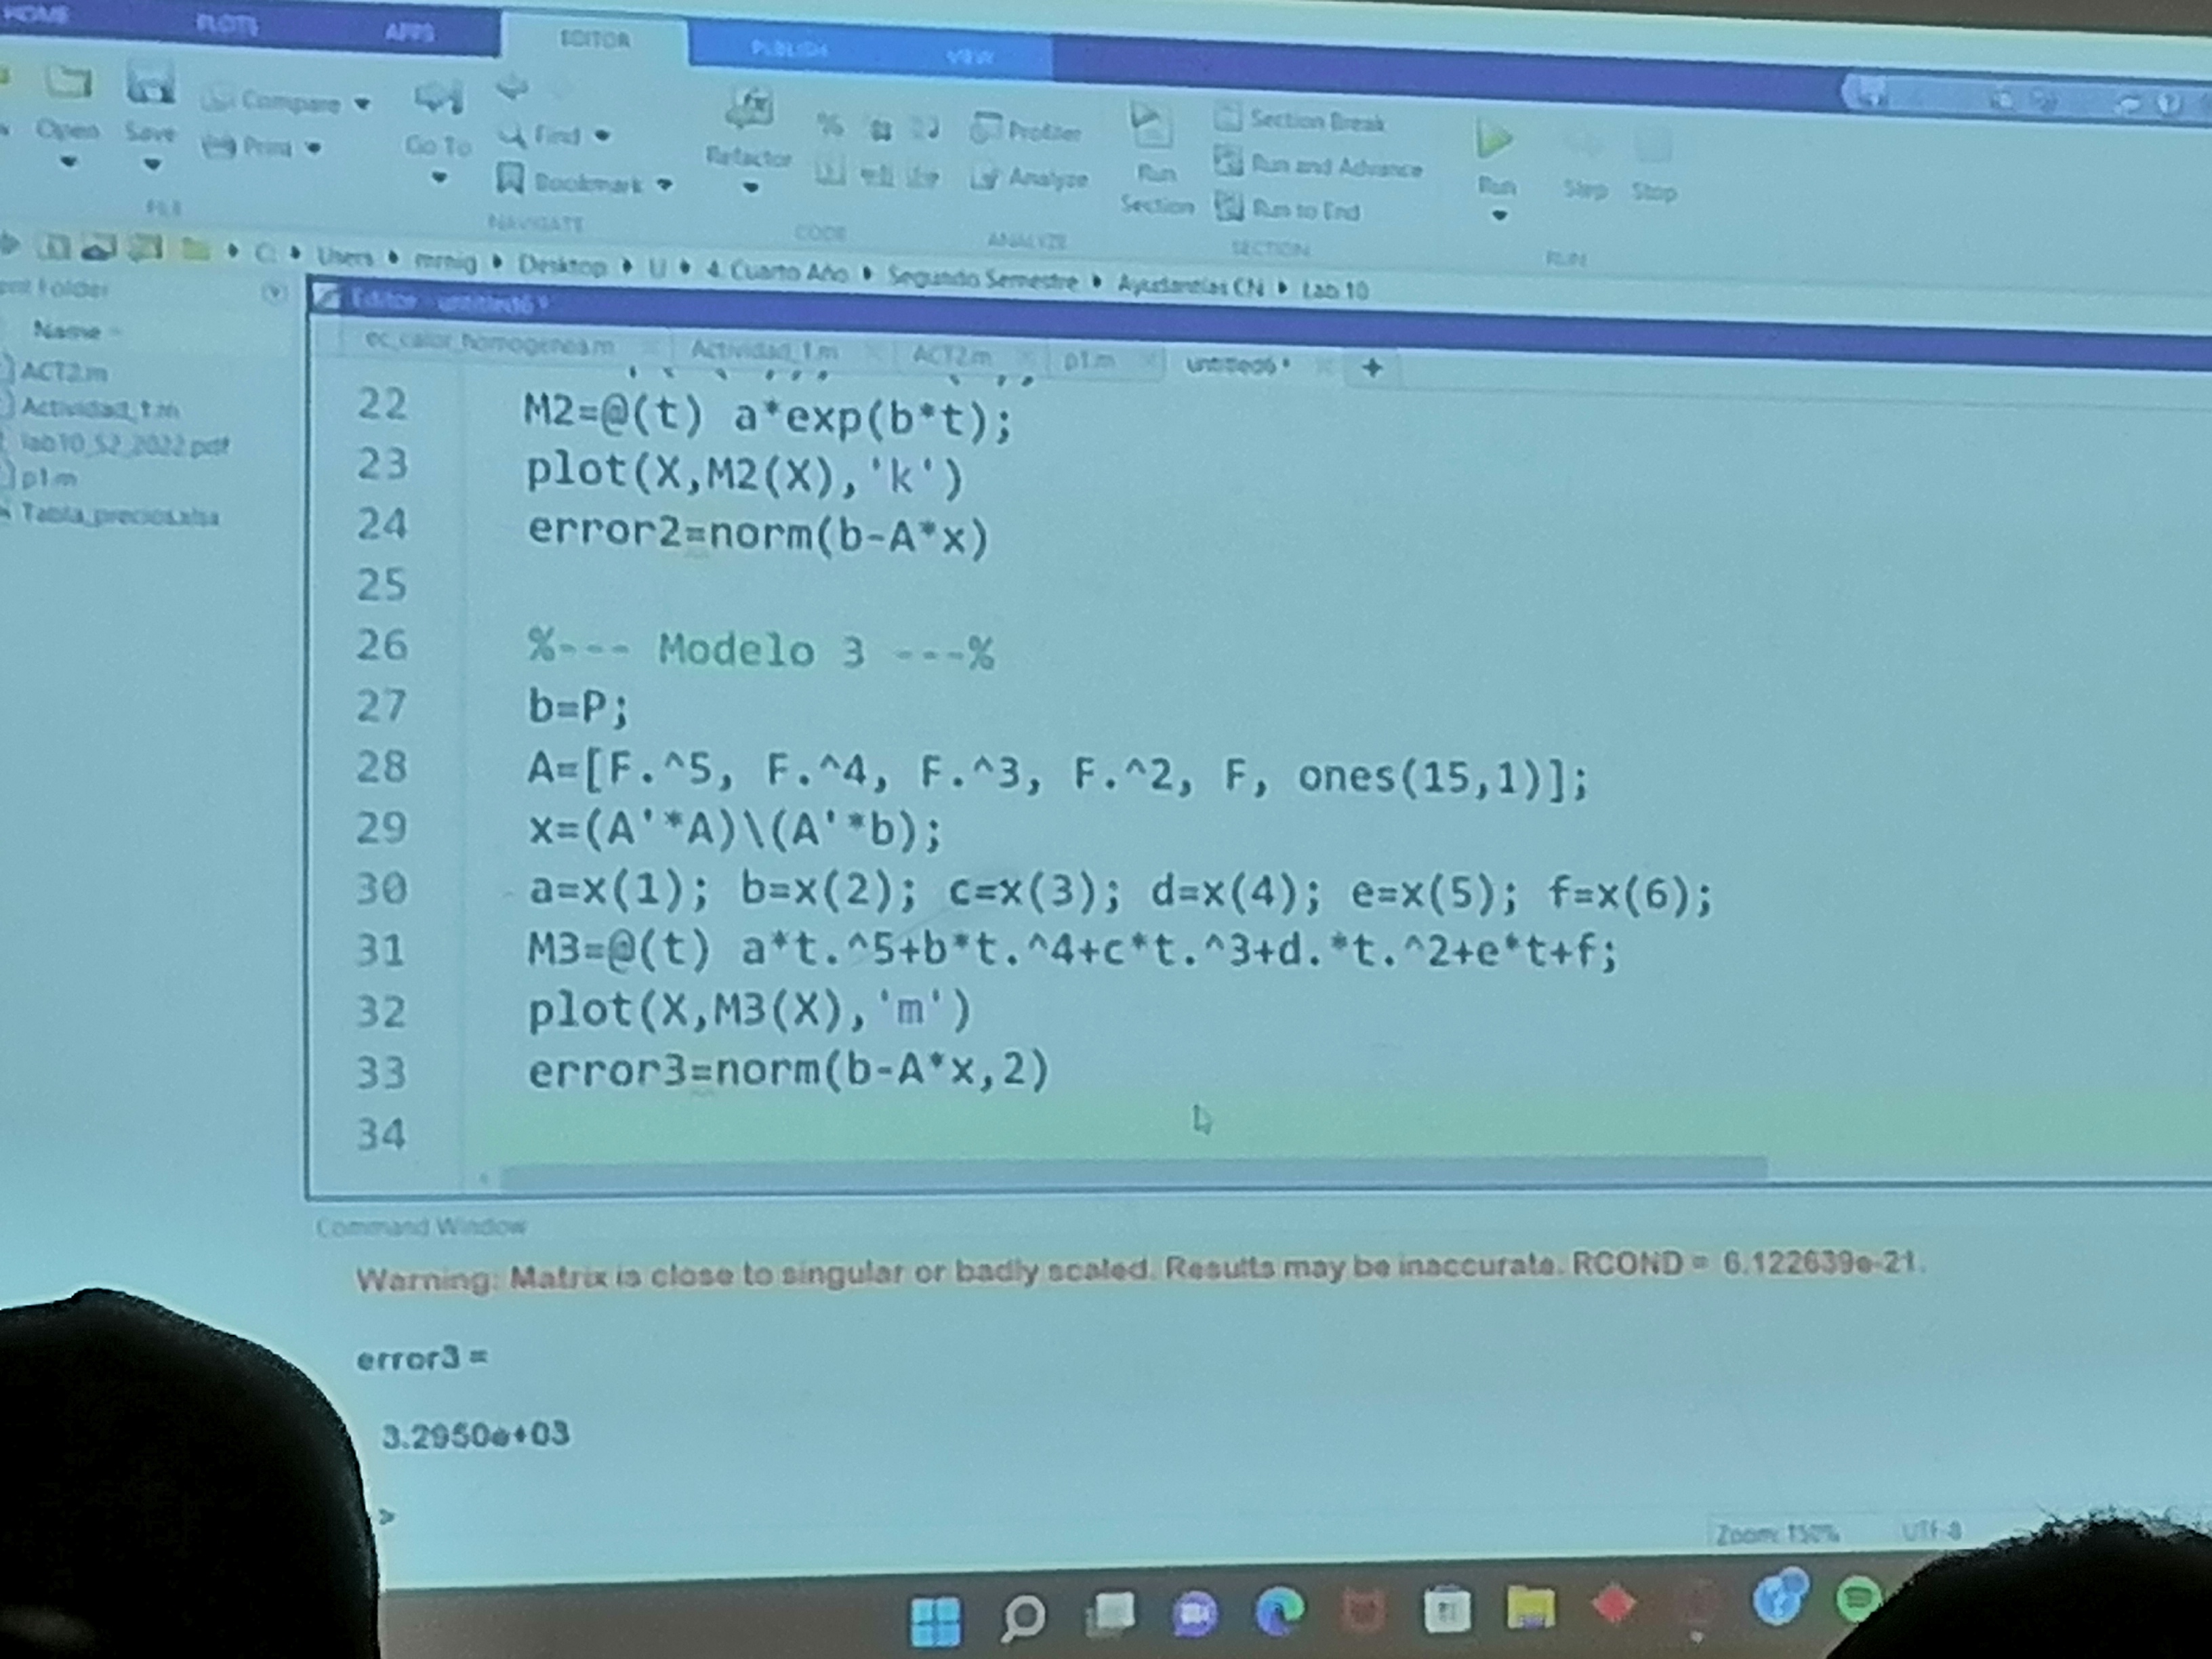 HOME PLOTS APPS EDITOR PUBLISH VIEW
Open Save Compare Print Go To Find Bookmark Refactor Profiler Analyze Run Section Section Break Run and Advance Run to End Run Step Stop
FILE NAVIGATE CODE ANALYZE SECTION RUN
C: Users mrnig Desktop U 4. Cuarto Año Segundo Semestre Ayudantías CN Lab 10
Folder
Name
ACT2.m
Actividad_1.m
lab10_S2_2022.pdf
p1.m
Tabla_precios.xlsx
Editor - untitled6 *
ec_calor_homogenea.m Actividad_1.m ACT2.m p1.m untitled6 * +
22 M2=@(t) a*exp(b*t);
23 plot(X,M2(X),'k')
24 error2=norm(b-A*x)
25
26 %--- Modelo 3 ---%
27 b=P;
28 A=[F.^5, F.^4, F.^3, F.^2, F, ones(15,1)];
29 x=(A'*A)\(A'*b);
30 a=x(1); b=x(2); c=x(3); d=x(4); e=x(5); f=x(6);
31 M3=@(t) a*t.^5+b*t.^4+c*t.^3+d.*t.^2+e*t+f;
32 plot(X,M3(X),'m')
33 error3=norm(b-A*x,2)
34
Command Window
Warning: Matrix is close to singular or badly scaled. Results may be inaccurate. RCOND = 6.122639e-21.
error3 =
3.2950e+03
>
Zoom: 150% UTF-8